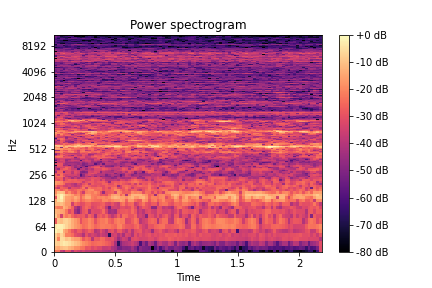 Power spectrogram
8192
4096
2048
1024
512
256
128
64
0
Hz
0
0.5
1
1.5
2
Time
+0 dB
-10 dB
-20 dB
-30 dB
-40 dB
-50 dB
-60 dB
-70 dB
-80 dB